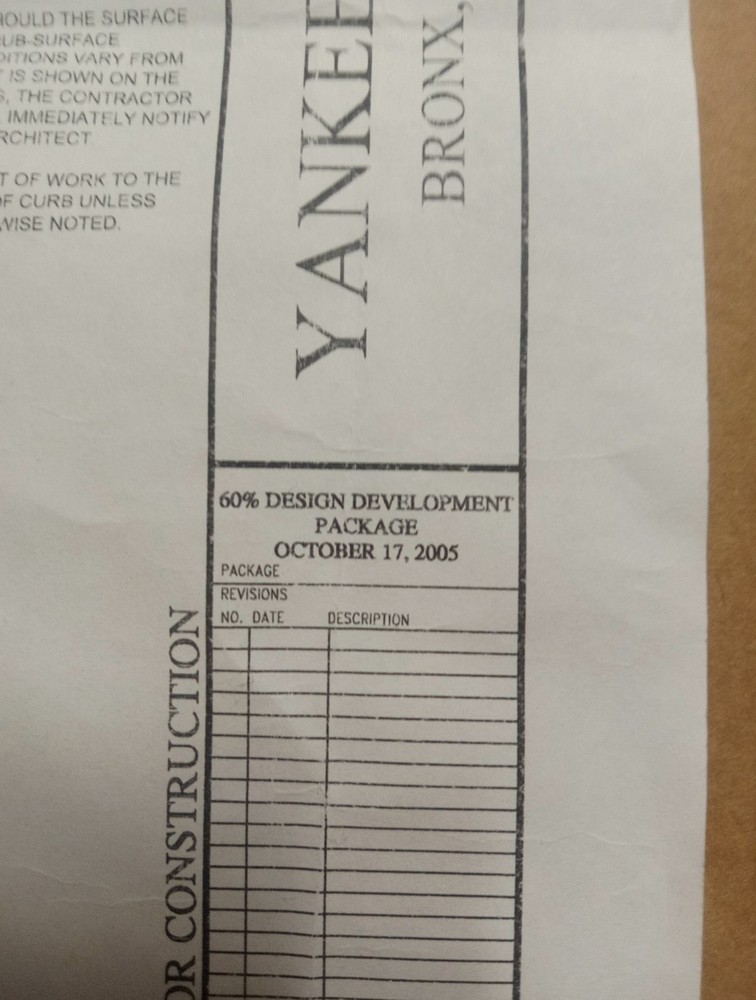 HOULD THE SURFACE
UB-SURFACE
DITIONS VARY FROM
IS SHOWN ON THE
S, THE CONTRACTOR
IMMEDIATELY NOTIFY
RCHITECT
T OF WORK TO THE
OF CURB UNLESS
WISE NOTED.
YANKEE
BRONX,
60% DESIGN DEVELOPMENT
PACKAGE
OCTOBER 17, 2005
PACKAGE
REVISIONS
NO. DATE DESCRIPTION
OR CONSTRUCTION